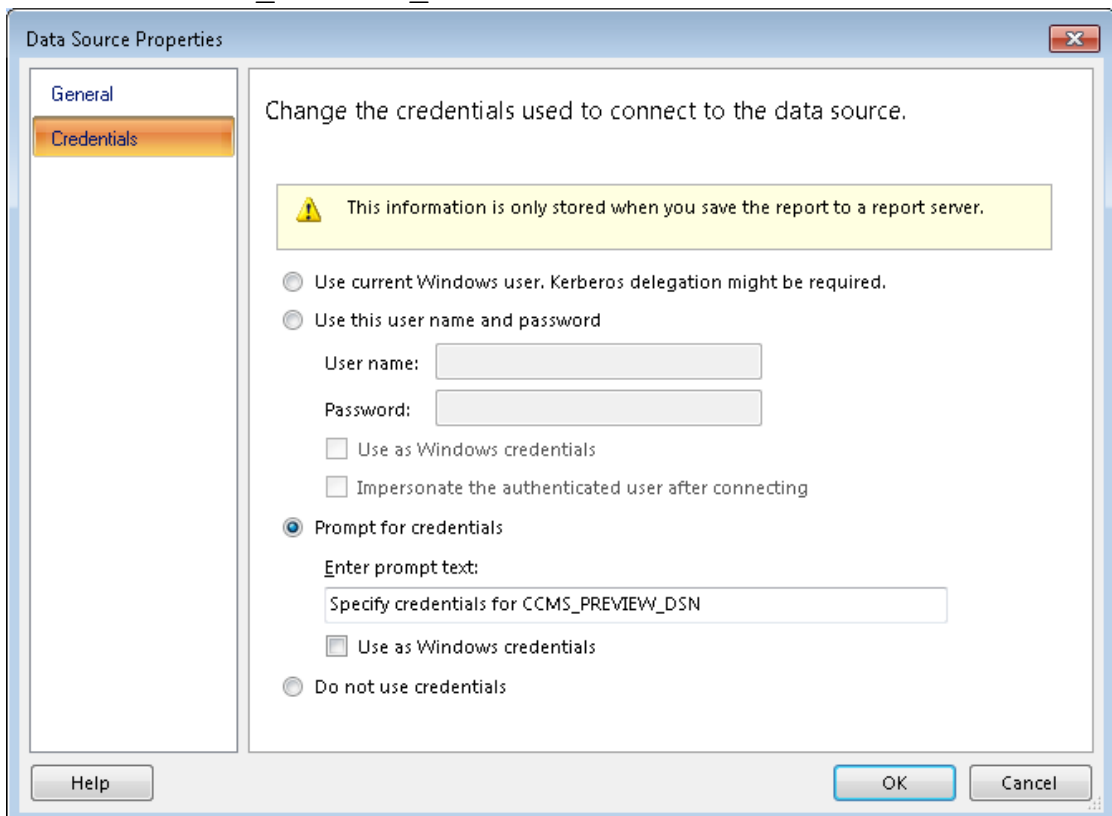 Data Source Properties
General
Credentials
Change the credentials used to connect to the data source.
This information is only stored when you save the report to a report server.
Use current Windows user. Kerberos delegation might be required.
Use this user name and password
User name:
Password:
Use as Windows credentials
Impersonate the authenticated user after connecting
Prompt for credentials
Enter prompt text:
Specify credentials for CCMS_PREVIEW_DSN
Use as Windows credentials
Do not use credentials
Help
OK
Cancel